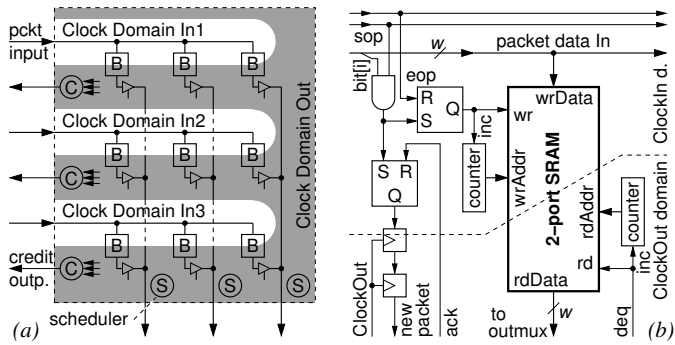 pckt
input
Clock Domain In1
B
B
B
C
Clock Domain In2
B
B
B
C
Clock Domain In3
B
B
B
C
credit
outp.
S
S
S
scheduler
Clock Domain Out
(a)
sop
w
packet data In
bit[i]
eop
R
Q
S
inc
wrData
wr
wrAddr
counter
2-port SRAM
ClockIn d.
S R
Q
rdAddr
counter
inc
rd
rdData
ClockOut domain
ClockOut
new
packet
ack
to
outmux
w
deq
(b)